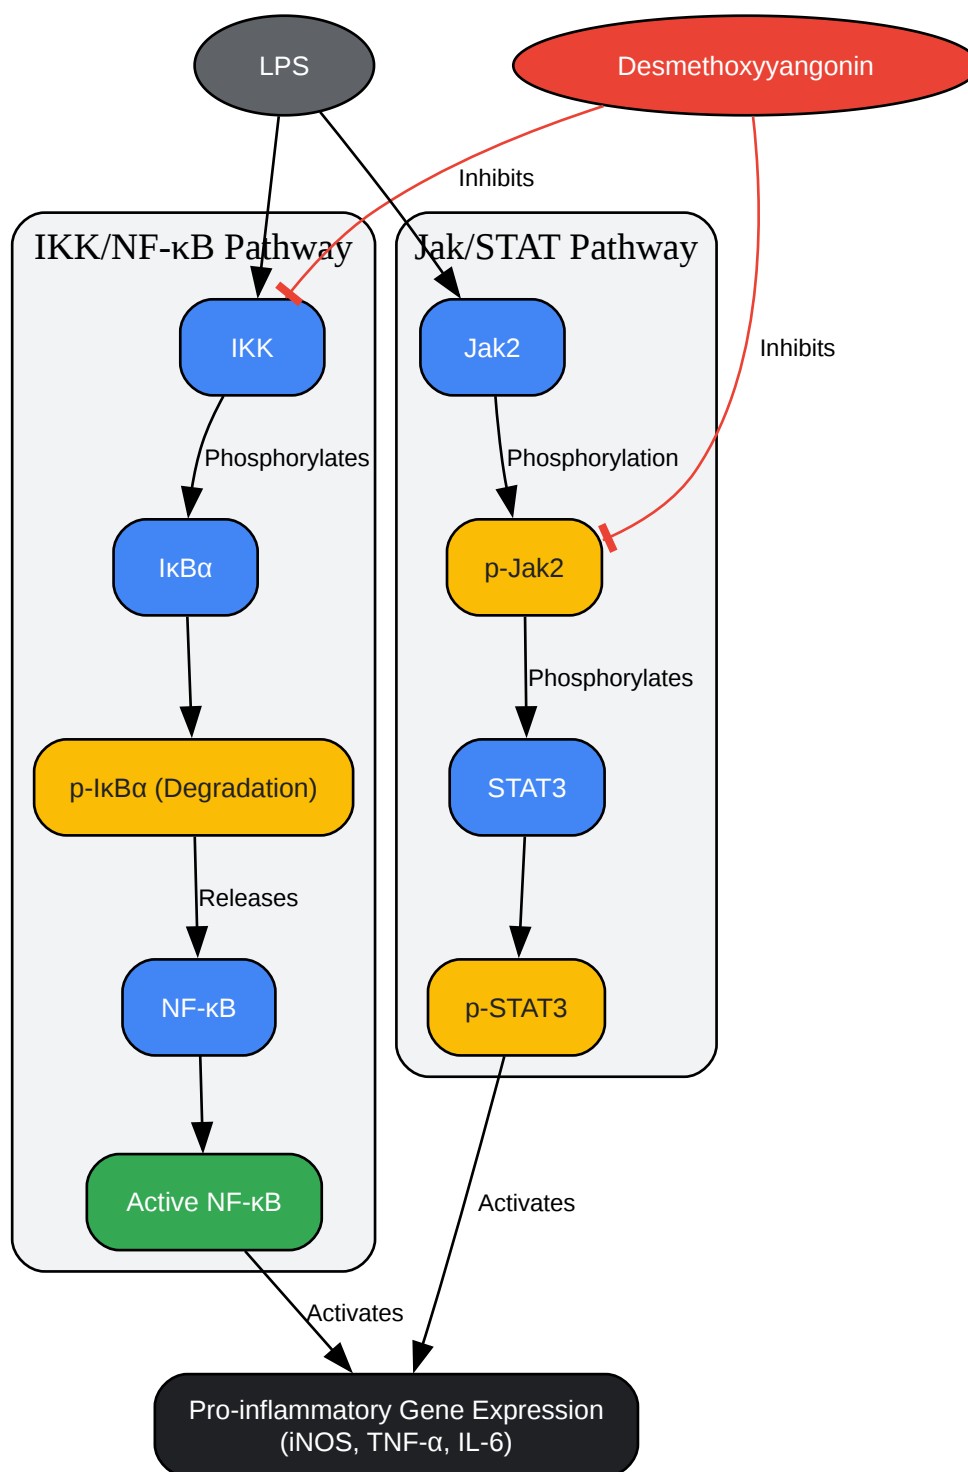 LPS
Desmethoxyyangonin
Inhibits
IKK/NF-κB Pathway
Jak/STAT Pathway
IKK
Jak2
Inhibits
Phosphorylates
Phosphorylation
IκBα
p-Jak2
Phosphorylates
p-IκBα (Degradation)
STAT3
Releases
NF-κB
p-STAT3
Active NF-κB
Activates
Activates
Pro-inflammatory Gene Expression
(iNOS, TNF-α, IL-6)